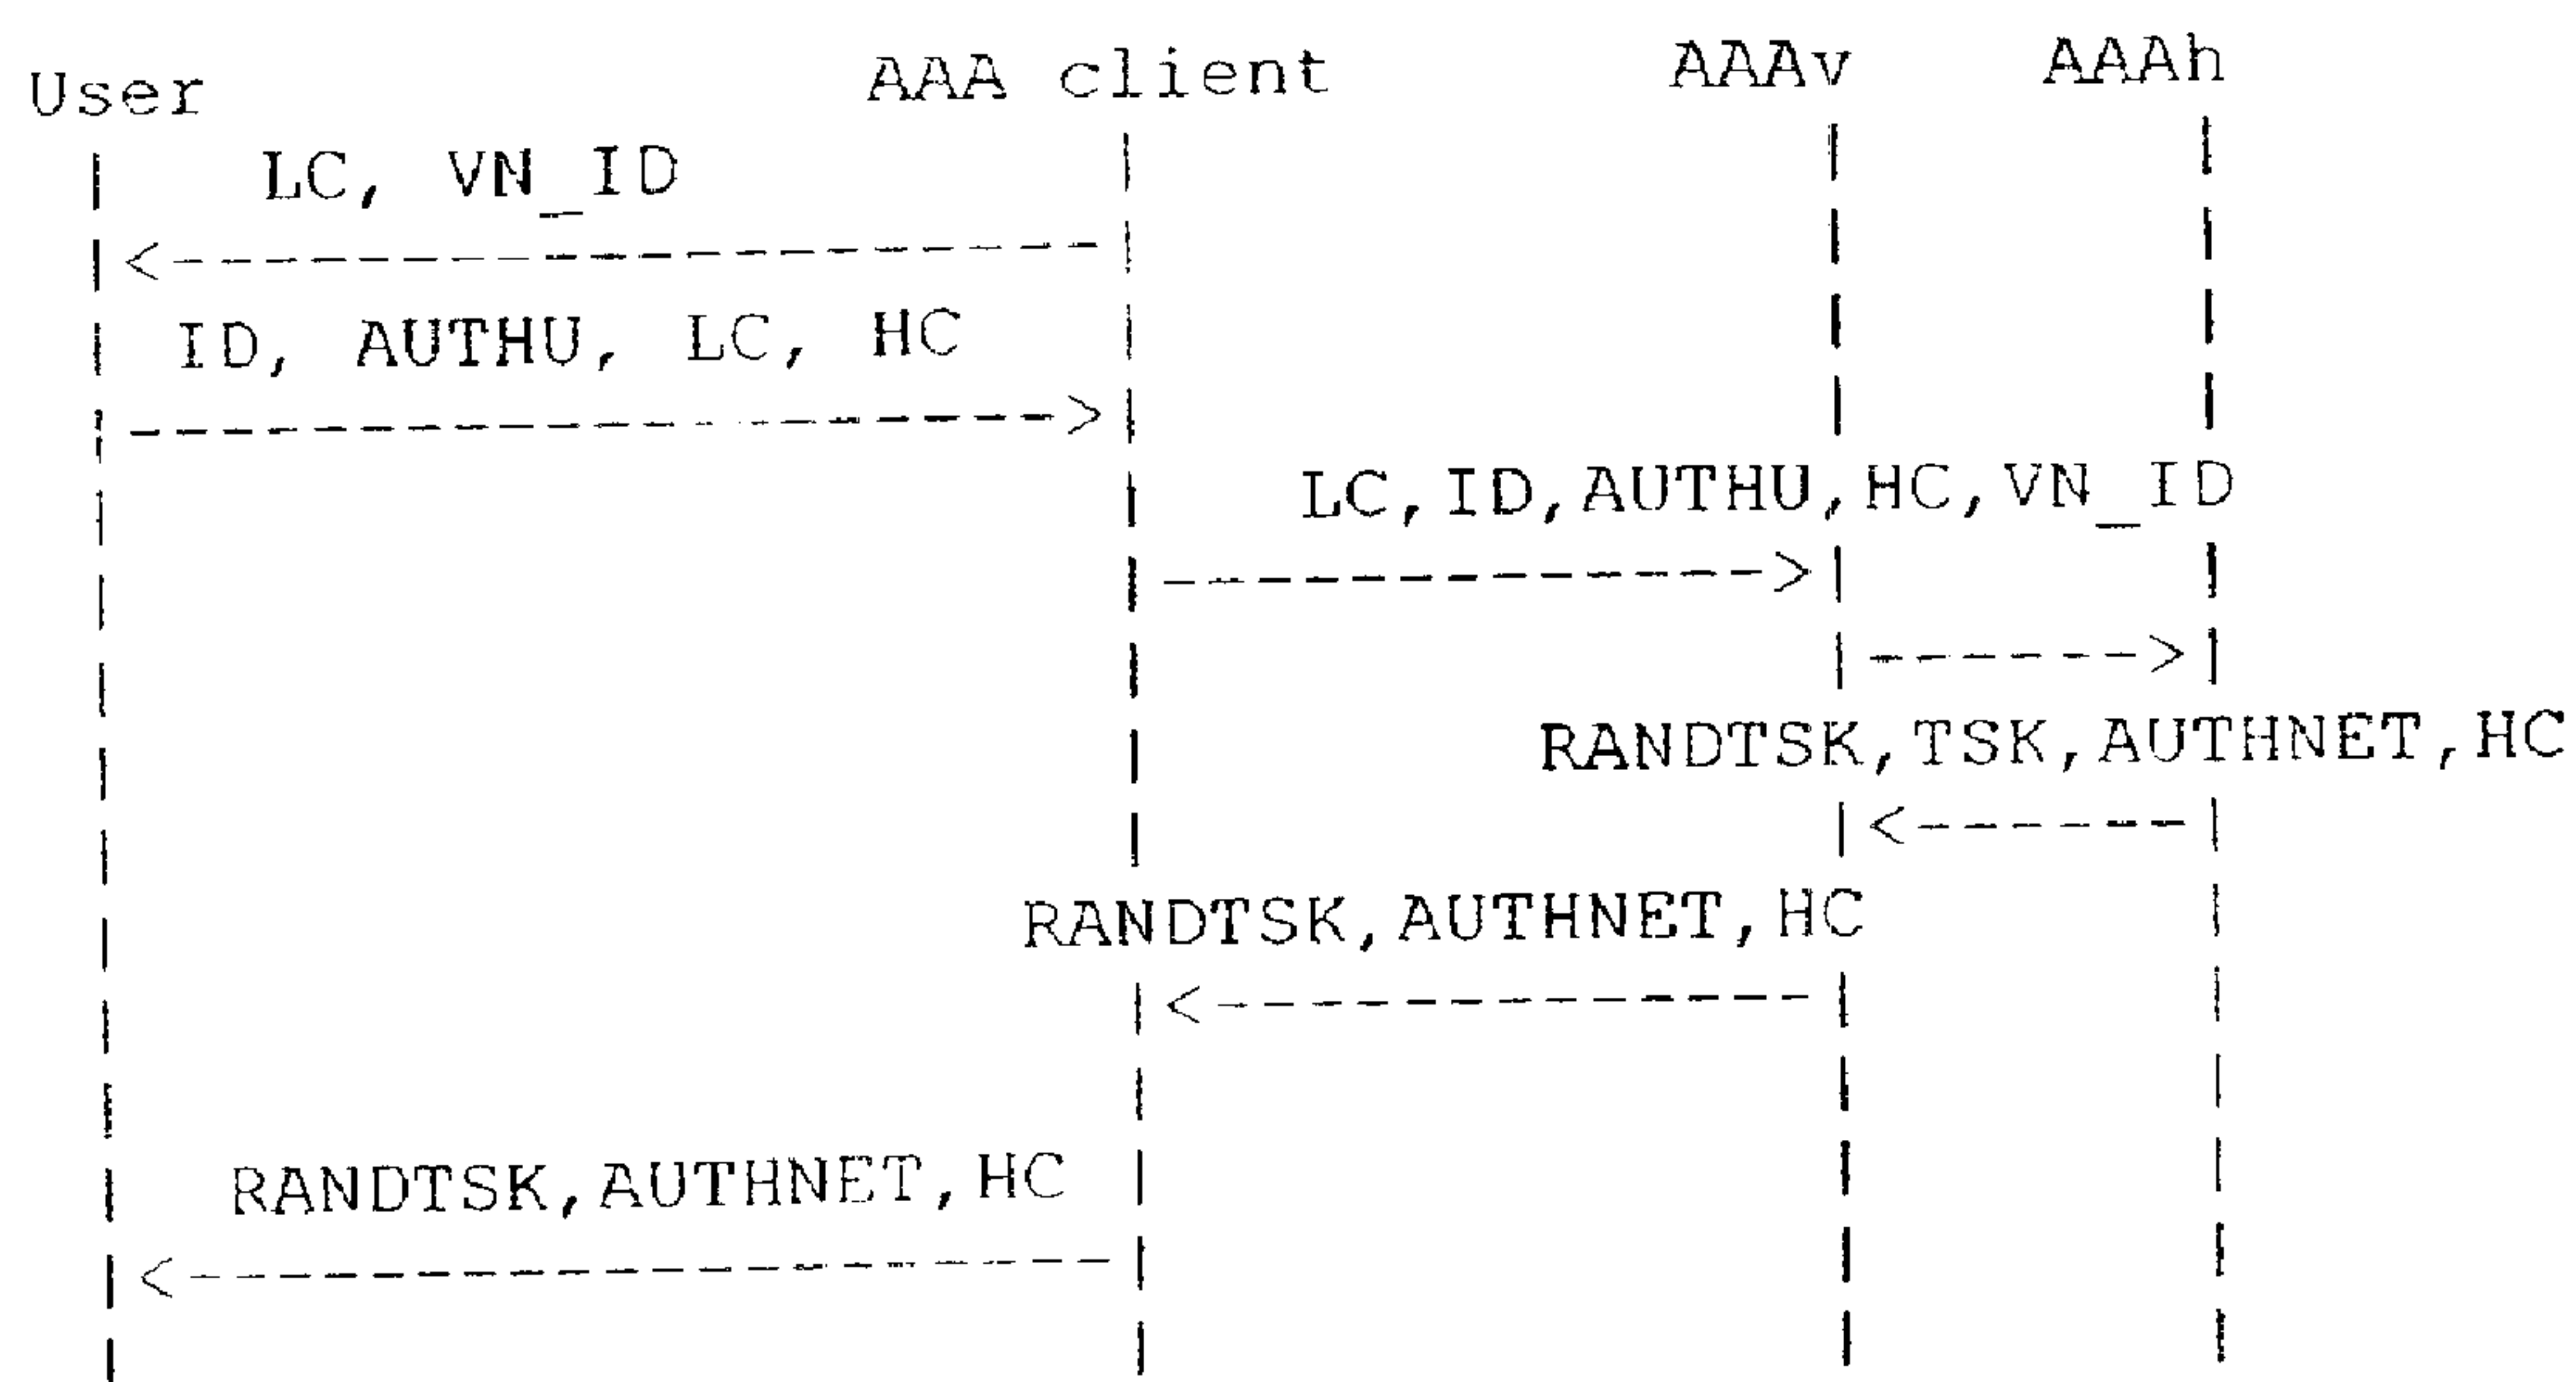 User AAA client AAAv AAAh
LC, VN_ID
ID, AUTHU, LC, HC
LC,ID,AUTHU,HC,VN_ID
RANDTSK,TSK,AUTHNET,HC
RANDTSK,AUTHNET,HC
RANDTSK,AUTHNET,HC